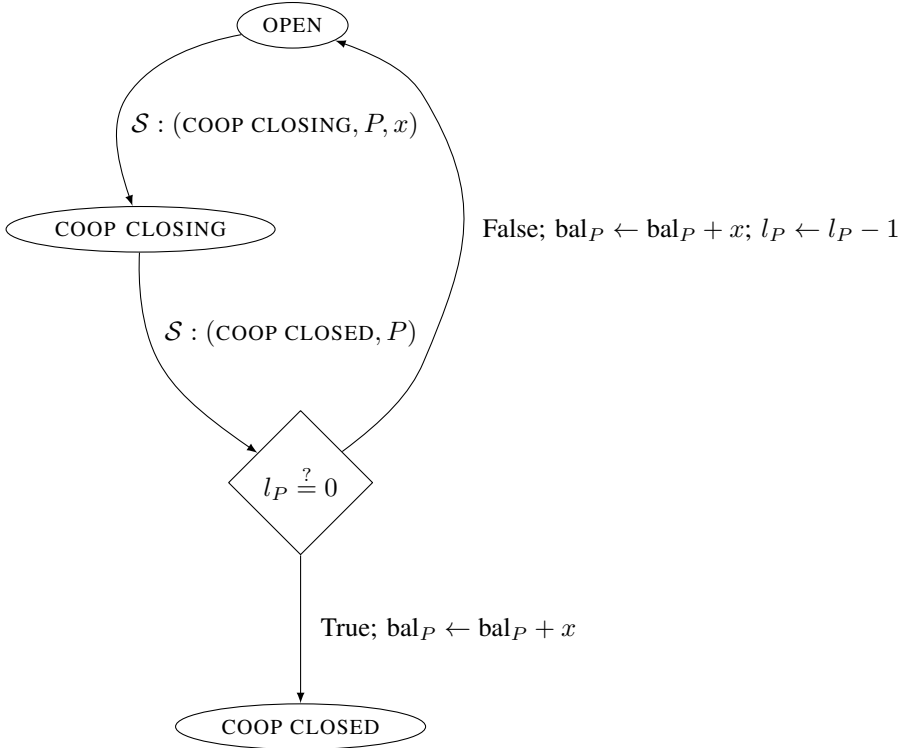 OPEN
𝒮 : (COOP CLOSING, P, x)
COOP CLOSING
False; bal_P ← bal_P + x; l_P ← l_P − 1
𝒮 : (COOP CLOSED, P)
l_P ≟ 0
True; bal_P ← bal_P + x
COOP CLOSED